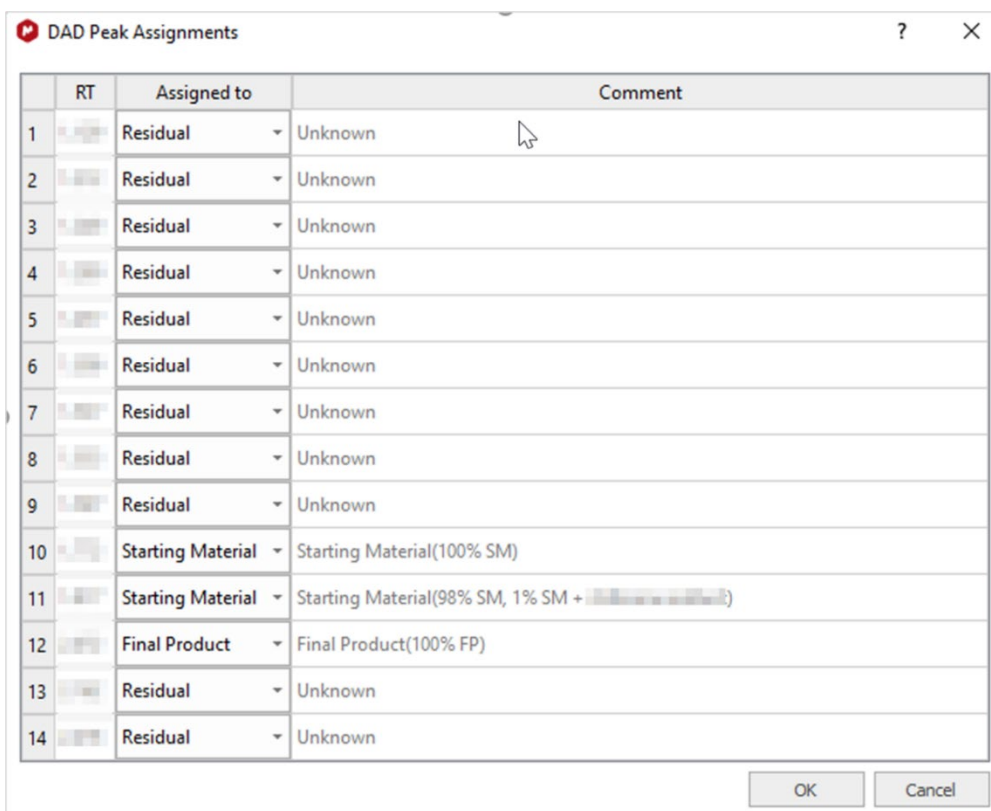 DAD Peak Assignments ? X
RT Assigned to Comment
1 Residual Unknown
2 Residual Unknown
3 Residual Unknown
4 Residual Unknown
5 Residual Unknown
6 Residual Unknown
7 Residual Unknown
8 Residual Unknown
9 Residual Unknown
10 Starting Material Starting Material(100% SM)
11 Starting Material Starting Material(98% SM, 1% SM + )
12 Final Product Final Product(100% FP)
13 Residual Unknown
14 Residual Unknown
OK Cancel